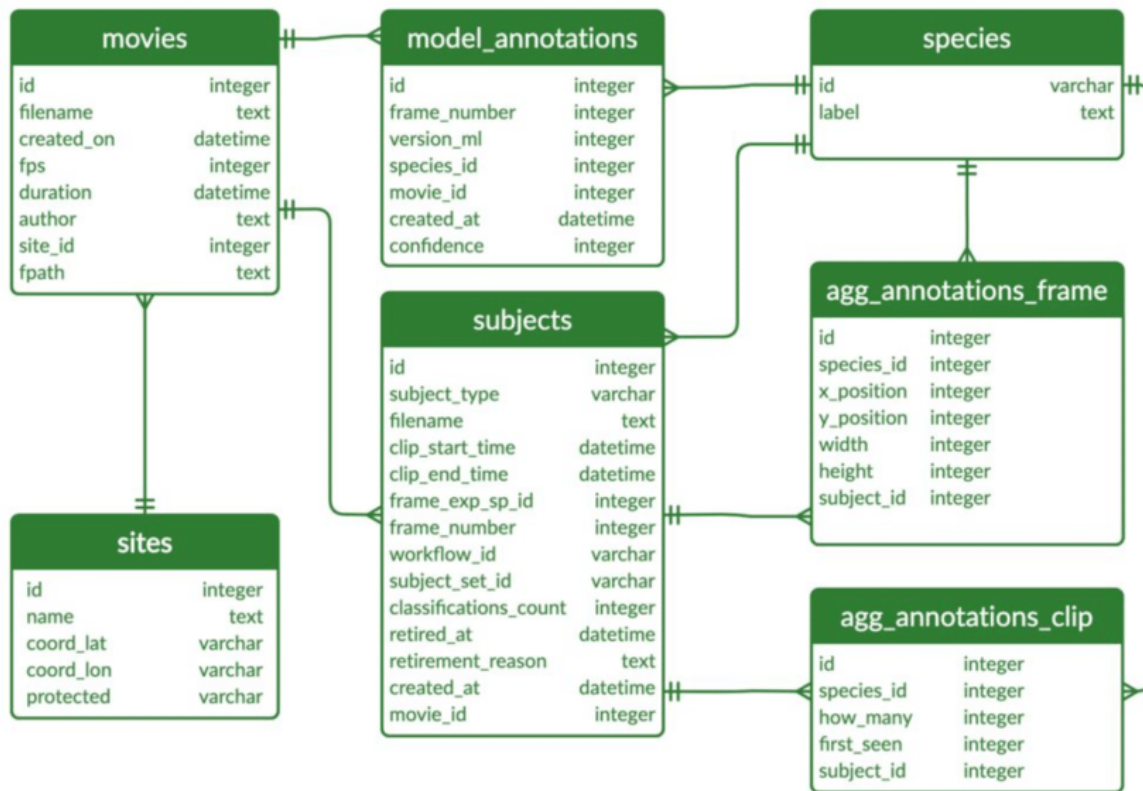 movies
id integer
filename text
created_on datetime
fps integer
duration datetime
author text
site_id integer
fpath text
model_annotations
id integer
frame_number integer
version_ml integer
species_id integer
movie_id integer
created_at datetime
confidence integer
species
id varchar
label text
subjects
id integer
subject_type varchar
filename text
clip_start_time datetime
clip_end_time datetime
frame_exp_sp_id integer
frame_number integer
workflow_id varchar
subject_set_id varchar
classifications_count integer
retired_at datetime
retirement_reason text
created_at datetime
movie_id integer
agg_annotations_frame
id integer
species_id integer
x_position integer
y_position integer
width integer
height integer
subject_id integer
sites
id integer
name text
coord_lat varchar
coord_lon varchar
protected varchar
agg_annotations_clip
id integer
species_id integer
how_many integer
first_seen integer
subject_id integer